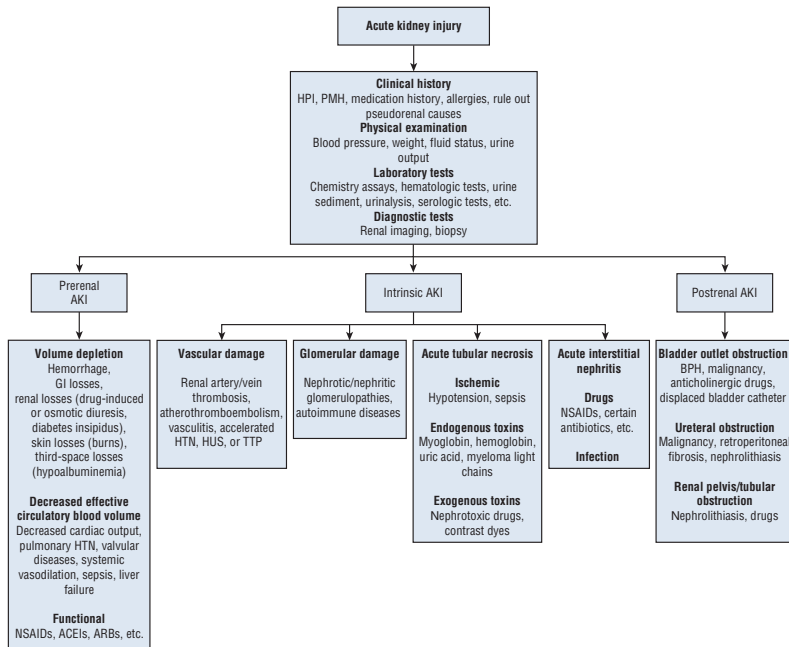 Acute kidney injury
Clinical history
HPI, PMH, medication history, allergies, rule out
pseudorenal causes
Physical examination
Blood pressure, weight, fluid status, urine
output
Laboratory tests
Chemistry assays, hematologic tests, urine
sediment, urinalysis, serologic tests, etc.
Diagnostic tests
Renal imaging, biopsy
Prerenal
AKI
Intrinsic AKI
Postrenal AKI
Volume depletion
Hemorrhage,
GI losses,
renal losses (drug-induced
or osmotic diuresis,
diabetes insipidus),
skin losses (burns),
third-space losses
(hypoalbuminemia)
Decreased effective
circulatory blood volume
Decreased cardiac output,
pulmonary HTN, valvular
diseases, systemic
vasodilation, sepsis, liver
failure
Functional
NSAIDs, ACEIs, ARBs, etc.
Vascular damage
Renal artery/vein
thrombosis,
atherothromboembolism,
vasculitis, accelerated
HTN, HUS, or TTP
Glomerular damage
Nephrotic/nephritic
glomerulopathies,
autoimmune diseases
Acute tubular necrosis
Ischemic
Hypotension, sepsis
Endogenous toxins
Myoglobin, hemoglobin,
uric acid, myeloma light
chains
Exogenous toxins
Nephrotoxic drugs,
contrast dyes
Acute interstitial
nephritis
Drugs
NSAIDs, certain
antibiotics, etc.
Infection
Bladder outlet obstruction
BPH, malignancy,
anticholinergic drugs,
displaced bladder catheter
Ureteral obstruction
Malignancy, retroperitoneal
fibrosis, nephrolithiasis
Renal pelvis/tubular
obstruction
Nephrolithiasis, drugs